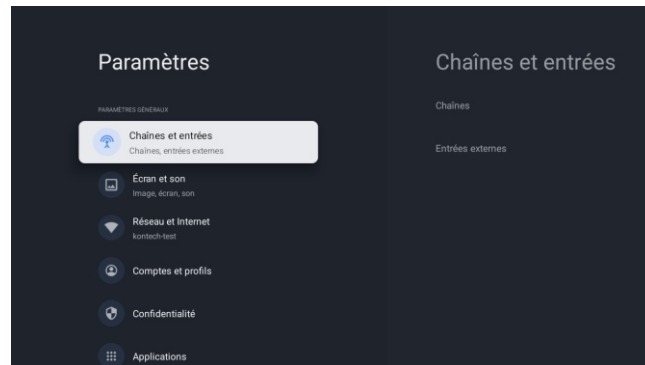 Paramètres
PARAMÈTRES GÉNÉRAUX
Chaînes et entrées
Chaînes, entrées externes
Écran et son
Image, écran, son
Réseau et Internet
kontech-test
Comptes et profils
Confidentialité
Applications
Chaînes et entrées
Chaînes
Entrées externes